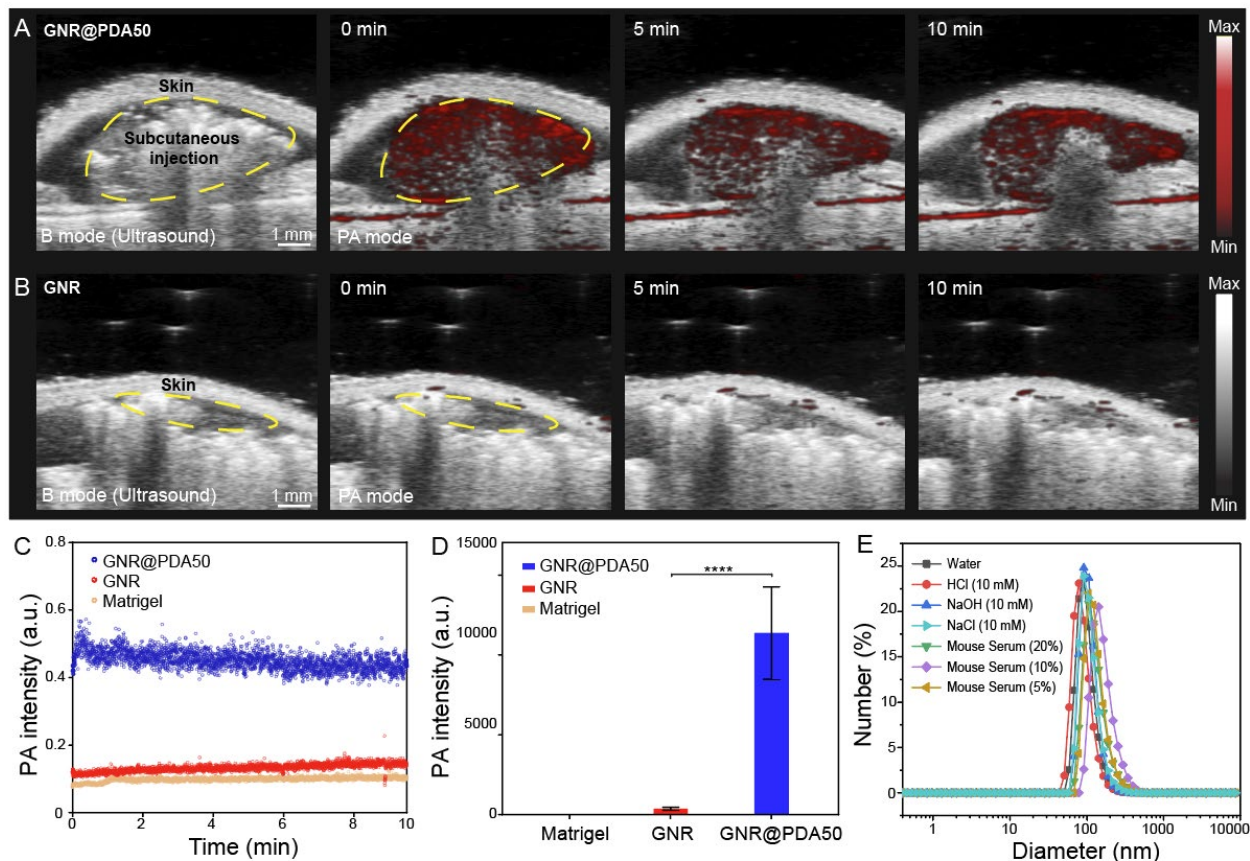 A
GNR@PDA50
0 min
5 min
10 min
Max
Skin
Subcutaneous
injection
B mode (Ultrasound)
1 mm
PA mode
Min
B
GNR
0 min
5 min
10 min
Max
Skin
B mode (Ultrasound)
1 mm
PA mode
Min
C
0.8
0.6
0.4
0.2
0
PA intensity (a.u.)
GNR@PDA50
GNR
Matrigel
0 2 4 6 8 10
Time (min)
D
15000
10000
5000
0
PA intensity (a.u.)
GNR@PDA50
GNR
Matrigel
****
Matrigel GNR GNR@PDA50
E
25
20
15
10
5
0
Number (%)
Water
HCl (10 mM)
NaOH (10 mM)
NaCl (10 mM)
Mouse Serum (20%)
Mouse Serum (10%)
Mouse Serum (5%)
1 10 100 1000 10000
Diameter (nm)